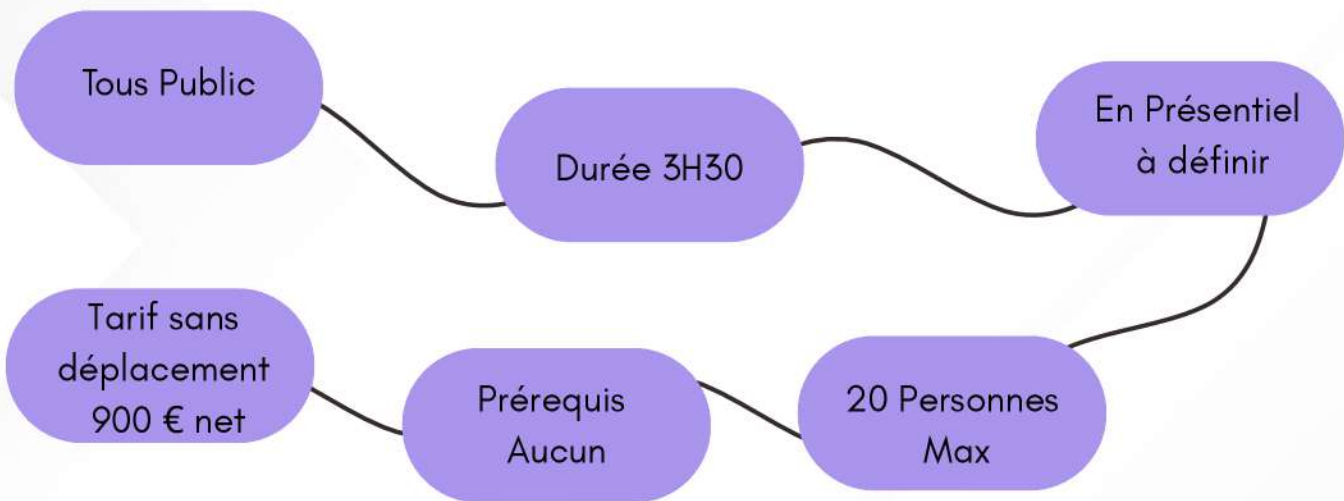 Tous Public
Durée 3H30
En Présentiel
à définir
20 Personnes
Max
Prérequis
Aucun
Tarif sans
déplacement
900 € net